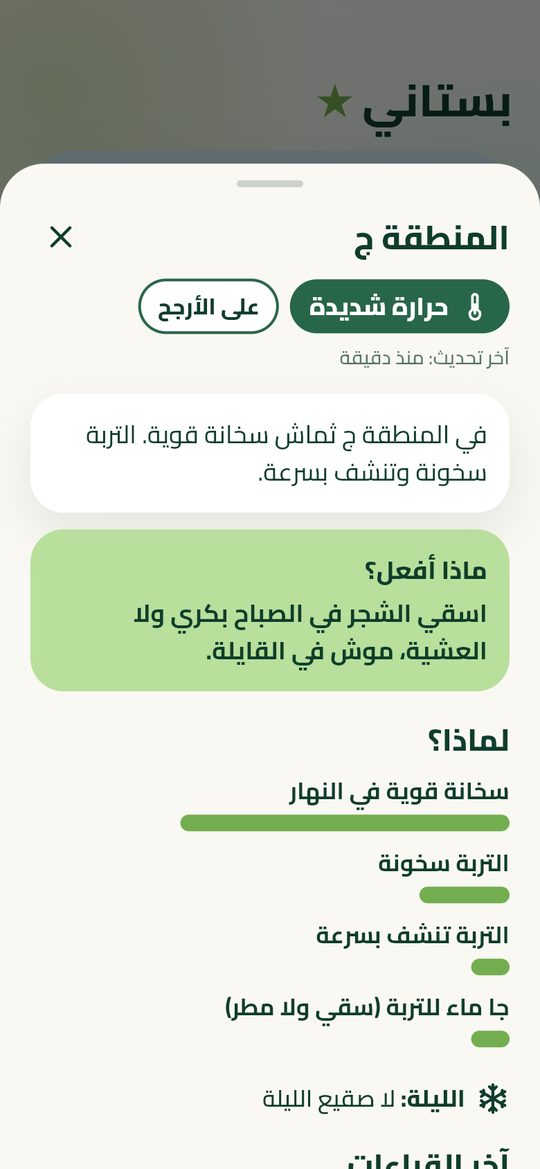 بستاني ★
المنطقة ج
حرارة شديدة
على الأرجح
آخر تحديث: منذ دقيقة
في المنطقة ج ثماش سخانة قوية. التربة
سخونة وتنشف بسرعة.
ماذا أفعل؟
اسقي الشجر في الصباح بكري ولا
العشية، موش في القايلة.
لماذا؟
سخانة قوية في النهار
التربة سخونة
التربة تنشف بسرعة
جا ماء للتربة (سقي ولا مطر)
الليلة: لا صقيع الليلة
آخر القراءات